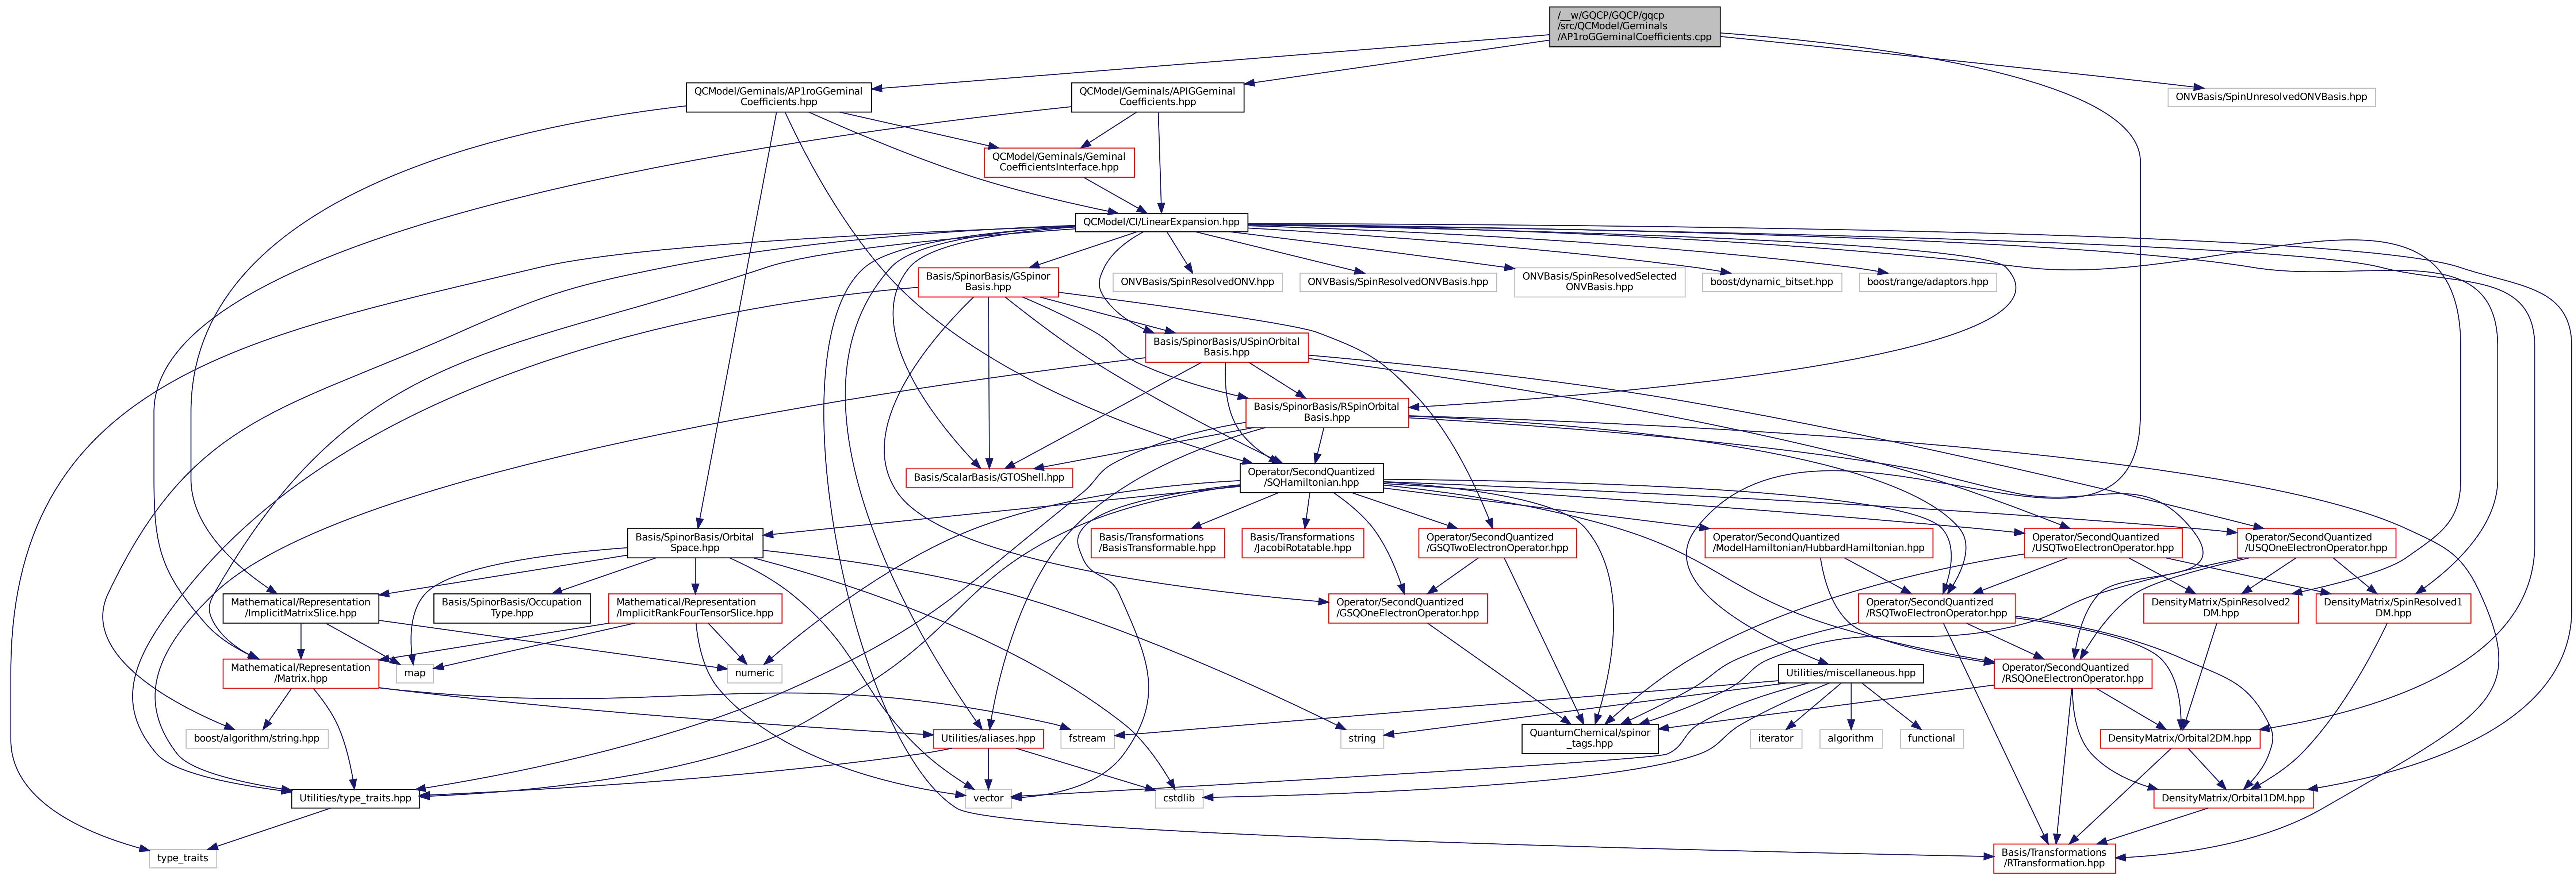 /__w/GQCP/GQCP/gqcp
/src/QCModel/Geminals
/AP1roGGeminalCoefficients.cpp
QCModel/Geminals/AP1roGGeminal
Coefficients.hpp
QCModel/Geminals/APIGGeminal
Coefficients.hpp
ONVBasis/SpinUnresolvedONVBasis.hpp
QCModel/Geminals/Geminal
CoefficientsInterface.hpp
QCModel/CI/LinearExpansion.hpp
Basis/SpinorBasis/GSpinor
Basis.hpp
ONVBasis/SpinResolvedONV.hpp
ONVBasis/SpinResolvedONVBasis.hpp
ONVBasis/SpinResolvedSelected
ONVBasis.hpp
boost/dynamic_bitset.hpp
boost/range/adaptors.hpp
Basis/SpinorBasis/USpinOrbital
Basis.hpp
Basis/SpinorBasis/RSpinOrbital
Basis.hpp
Basis/ScalarBasis/GTOShell.hpp
Operator/SecondQuantized
/SQHamiltonian.hpp
Basis/SpinorBasis/Orbital
Space.hpp
Basis/Transformations
/BasisTransformable.hpp
Basis/Transformations
/JacobiRotatable.hpp
Operator/SecondQuantized
/GSQTwoElectronOperator.hpp
Operator/SecondQuantized
/ModelHamiltonian/HubbardHamiltonian.hpp
Operator/SecondQuantized
/USQTwoElectronOperator.hpp
Operator/SecondQuantized
/USQOneElectronOperator.hpp
Mathematical/Representation
/ImplicitMatrixSlice.hpp
Basis/SpinorBasis/Occupation
Type.hpp
Mathematical/Representation
/ImplicitRankFourTensorSlice.hpp
Operator/SecondQuantized
/GSQOneElectronOperator.hpp
Operator/SecondQuantized
/RSQTwoElectronOperator.hpp
DensityMatrix/SpinResolved2
DM.hpp
DensityMatrix/SpinResolved1
DM.hpp
Mathematical/Representation
/Matrix.hpp
map
numeric
Utilities/miscellaneous.hpp
Operator/SecondQuantized
/RSQOneElectronOperator.hpp
boost/algorithm/string.hpp
Utilities/aliases.hpp
fstream
string
QuantumChemical/spinor
_tags.hpp
iterator
algorithm
functional
DensityMatrix/Orbital2DM.hpp
Utilities/type_traits.hpp
vector
cstdlib
DensityMatrix/Orbital1DM.hpp
type_traits
Basis/Transformations
/RTransformation.hpp